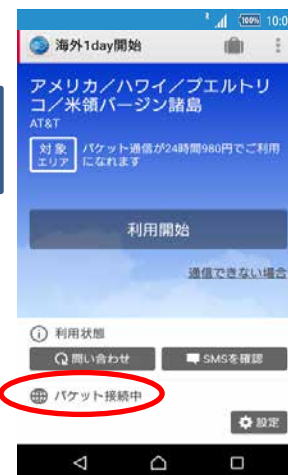 100% 10:0
海外1day開始
アメリカ／ハワイ／プエルトリ
コ／米領バージン諸島
AT&T
対象
エリア
パケット通信が24時間980円でご利用
になれます
利用開始
通信できない場合
利用状態
問い合わせ
SMSを確認
パケット接続中
設定